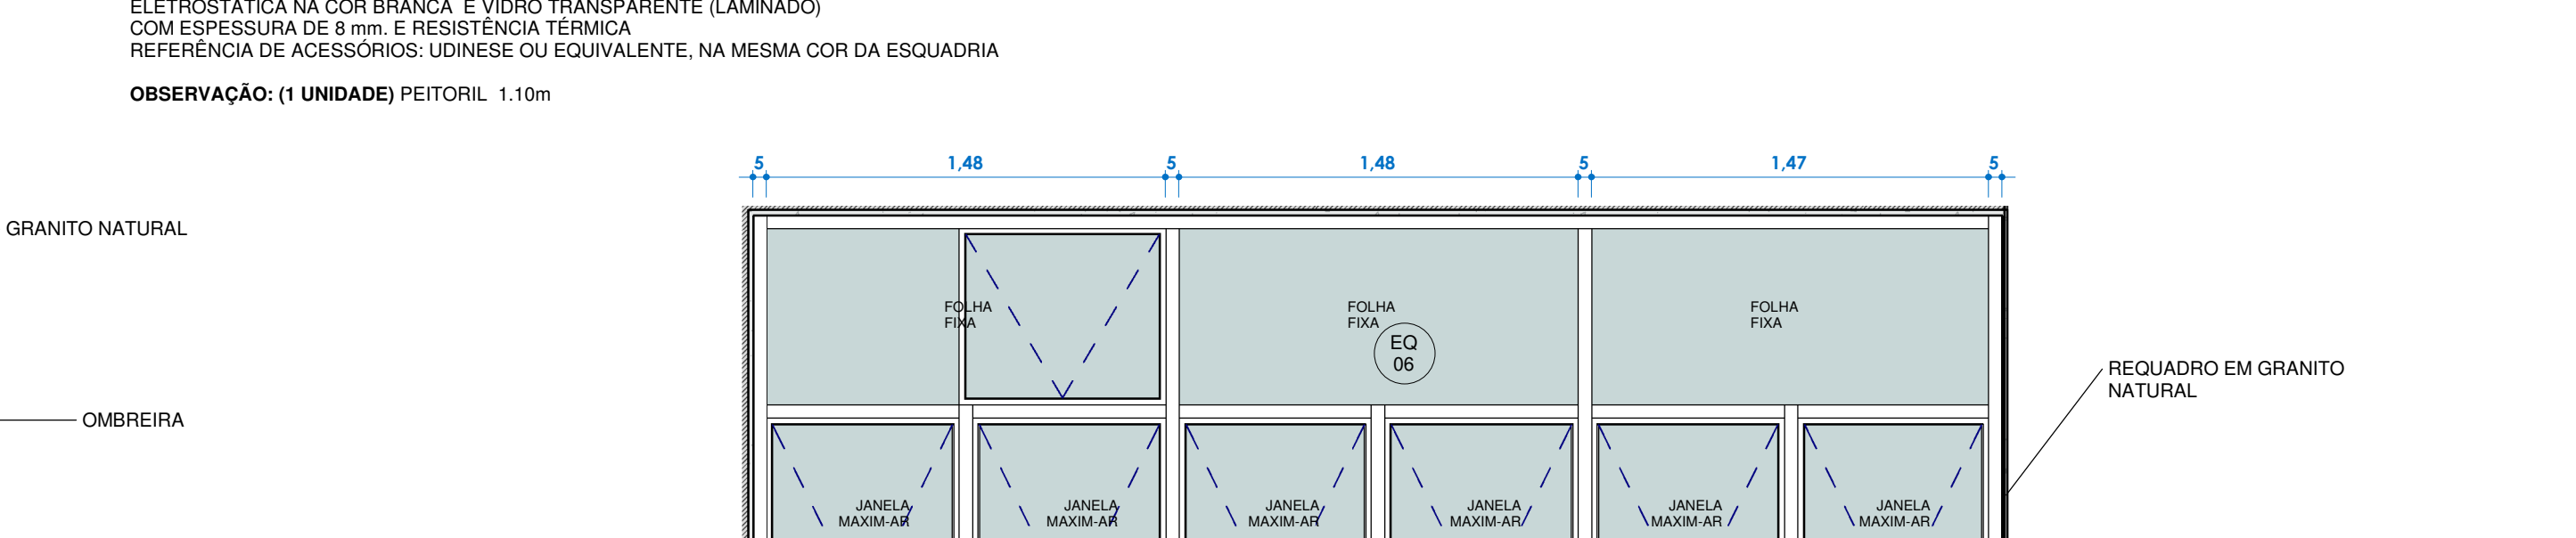 ELETROSTÁTICA NA COR BRANCA E VIDRO TRANSPARENTE (LAMINADO)
COM ESPESSURA DE 8 mm. E RESISTÊNCIA TÉRMICA
REFERÊNCIA DE ACESSÓRIOS: UDINESE OU EQUIVALENTE, NA MESMA COR DA ESQUADRIA
OBSERVAÇÃO: (1 UNIDADE) PEITORIL 1.10m
5 1,48 5 1,48 5 1,47 5
GRANITO NATURAL
FOLHA
FIXA
FOLHA
FIXA
FOLHA
FIXA
EQ
06
REQUADRO EM GRANITO
NATURAL
OMBREIRA
JANELA
MAXIM-AR
JANELA
MAXIM-AR
JANELA
MAXIM-AR
JANELA
MAXIM-AR
JANELA
MAXIM-AR
JANELA
MAXIM-AR